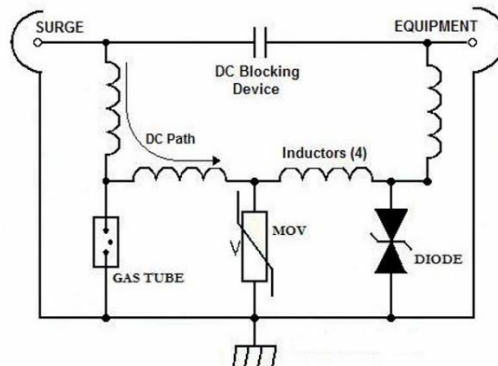 SURGE
EQUIPMENT
DC Blocking
Device
DC Path
Inductors (4)
V
MOV
GAS TUBE
DIODE